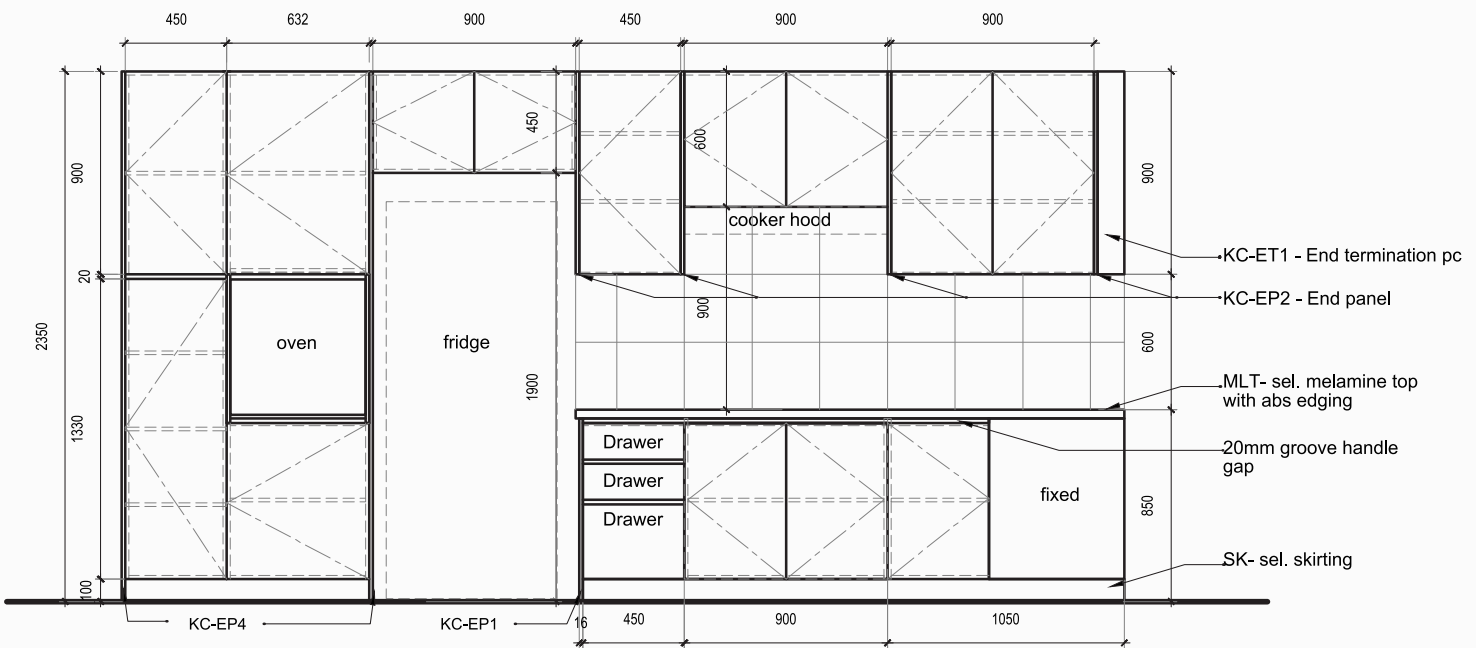 450 632 900 450 900 900
450
600
900
900
cooker hood
KC-ET1 - End termination pc
20
KC-EP2 - End panel
900
2350
oven
fridge
600
1900
MLT- sel. melamine top
with abs edging
1330
Drawer
20mm groove handle
gap
Drawer
fixed
850
Drawer
SK- sel. skirting
100
KC-EP4
KC-EP1
16 450 900 1050